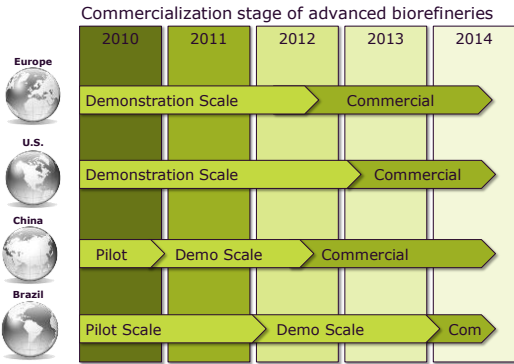 Commercialization stage of advanced biorefineries
2010 2011 2012 2013 2014
Europe
Demonstration Scale Commercial
U.S.
Demonstration Scale Commercial
China
Pilot Demo Scale Commercial
Brazil
Pilot Scale Demo Scale Com